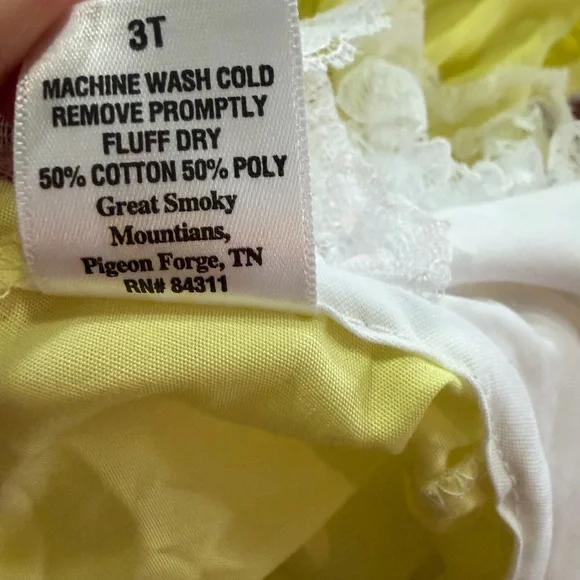 3T
MACHINE WASH COLD
REMOVE PROMPTLY
FLUFF DRY
50% COTTON 50% POLY
Great Smoky
Mountians,
Pigeon Forge, TN
RN# 84311